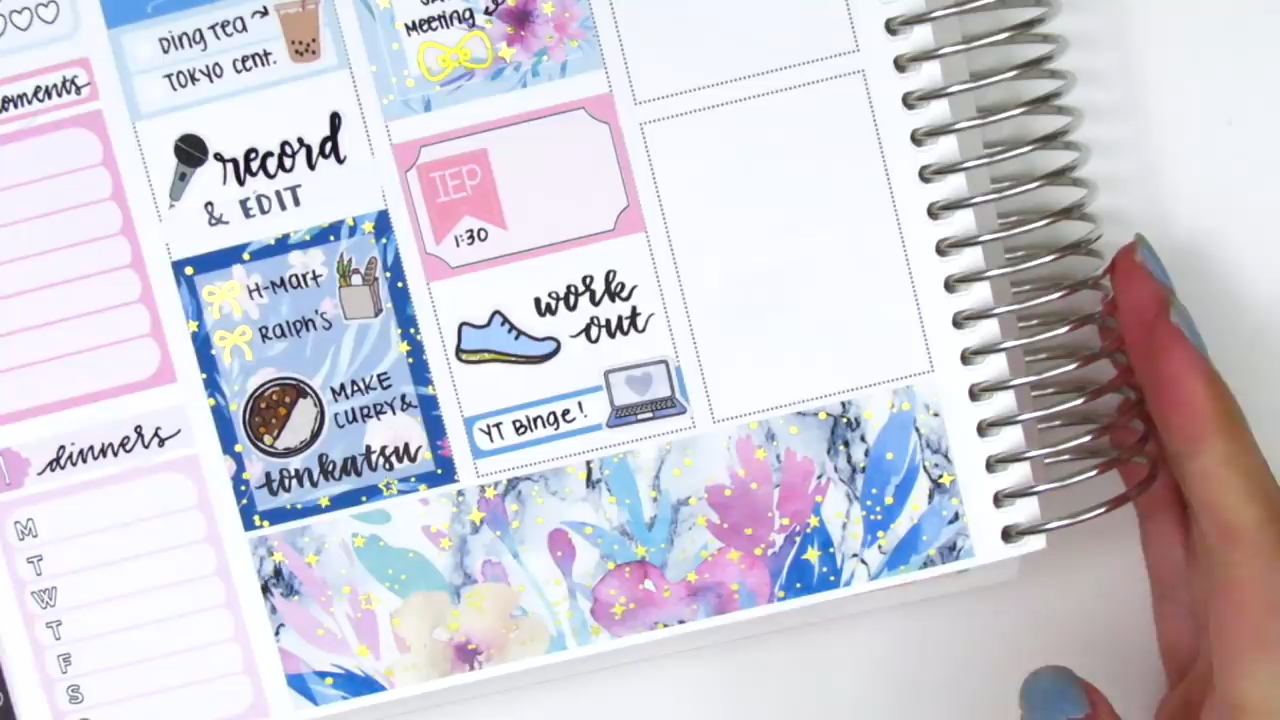 Ding Tea
Tokyo cent.
record
& EDIT
H-Mart
Ralph's
MAKE
CURRY &
tonkatsu
Meeting
IEP
1:30
work
out
YT Binge!
dinners
M
T
W
T
F
S